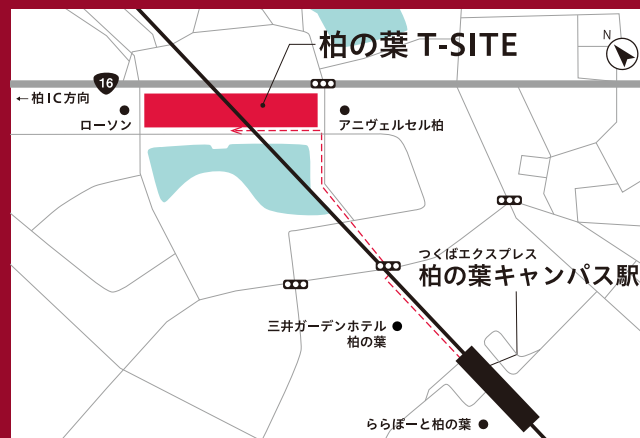 柏の葉 T-SITE
N
16
←柏IC方向
ローソン
アニヴェルセル柏
つくばエクスプレス
柏の葉キャンパス駅
三井ガーデンホテル
柏の葉
ららぽーと柏の葉